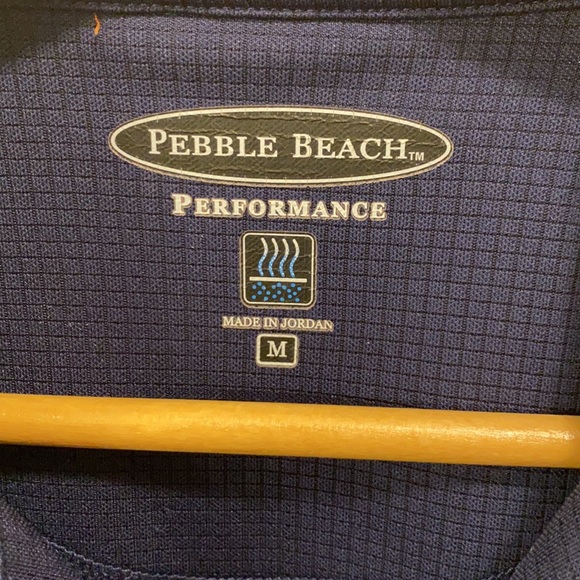 PEBBLE BEACH™
PERFORMANCE
MADE IN JORDAN
M